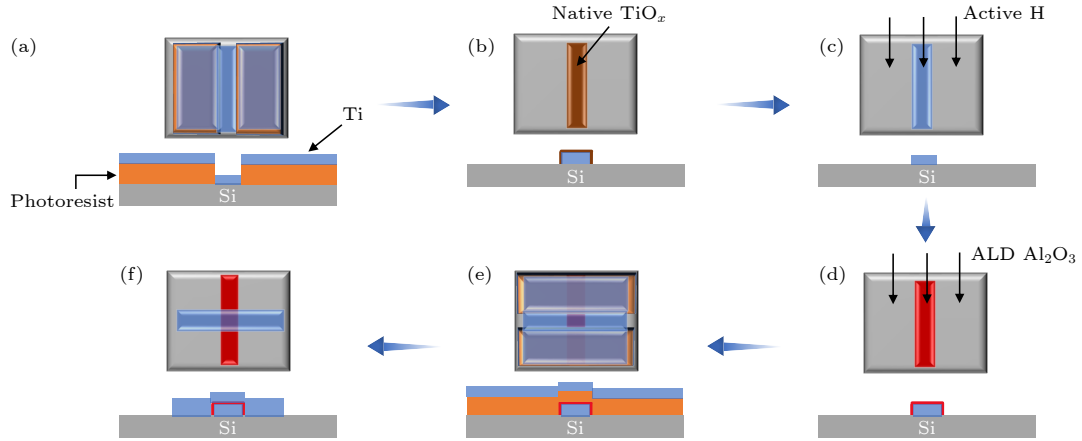 (a)
Ti
Photoresist
Si
(b)
Native TiOₓ
Si
(c)
Active H
Si
(d)
ALD Al₂O₃
Si
(e)
Si
(f)
Si